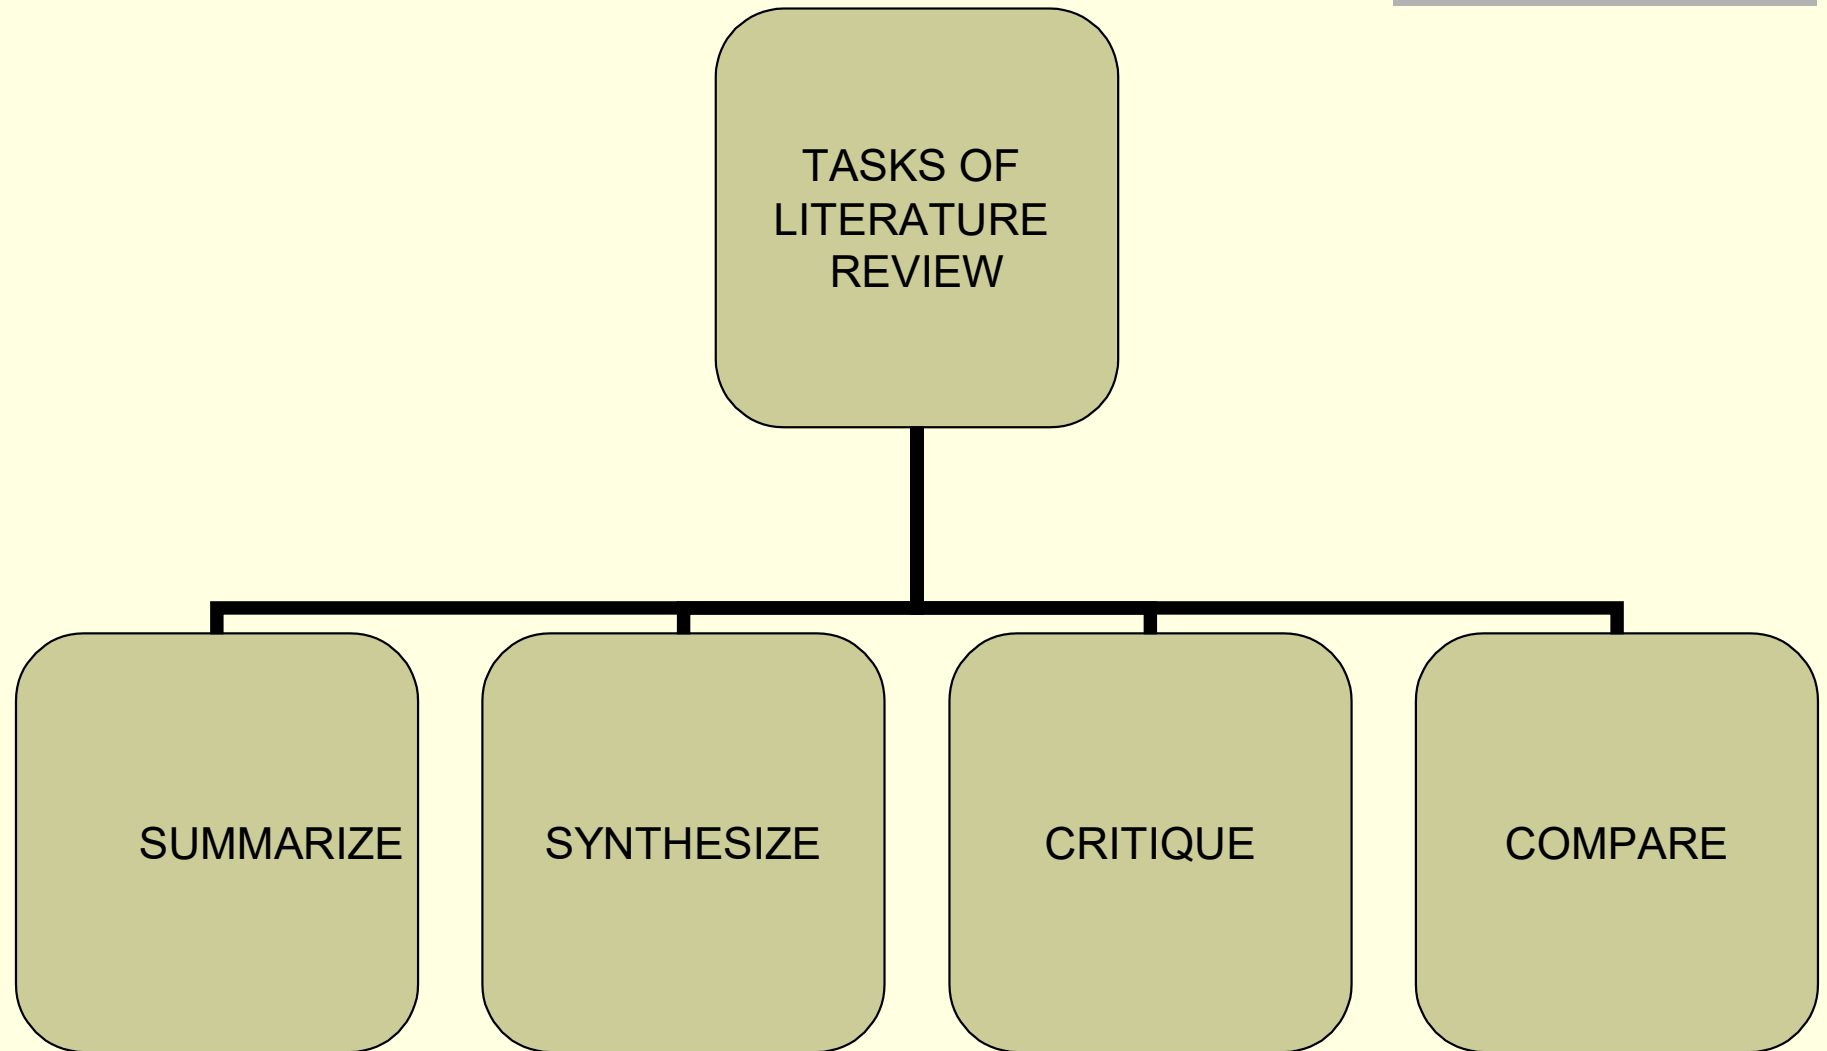 TASKS OF
LITERATURE
REVIEW
SUMMARIZE
SYNTHESIZE
CRITIQUE
COMPARE